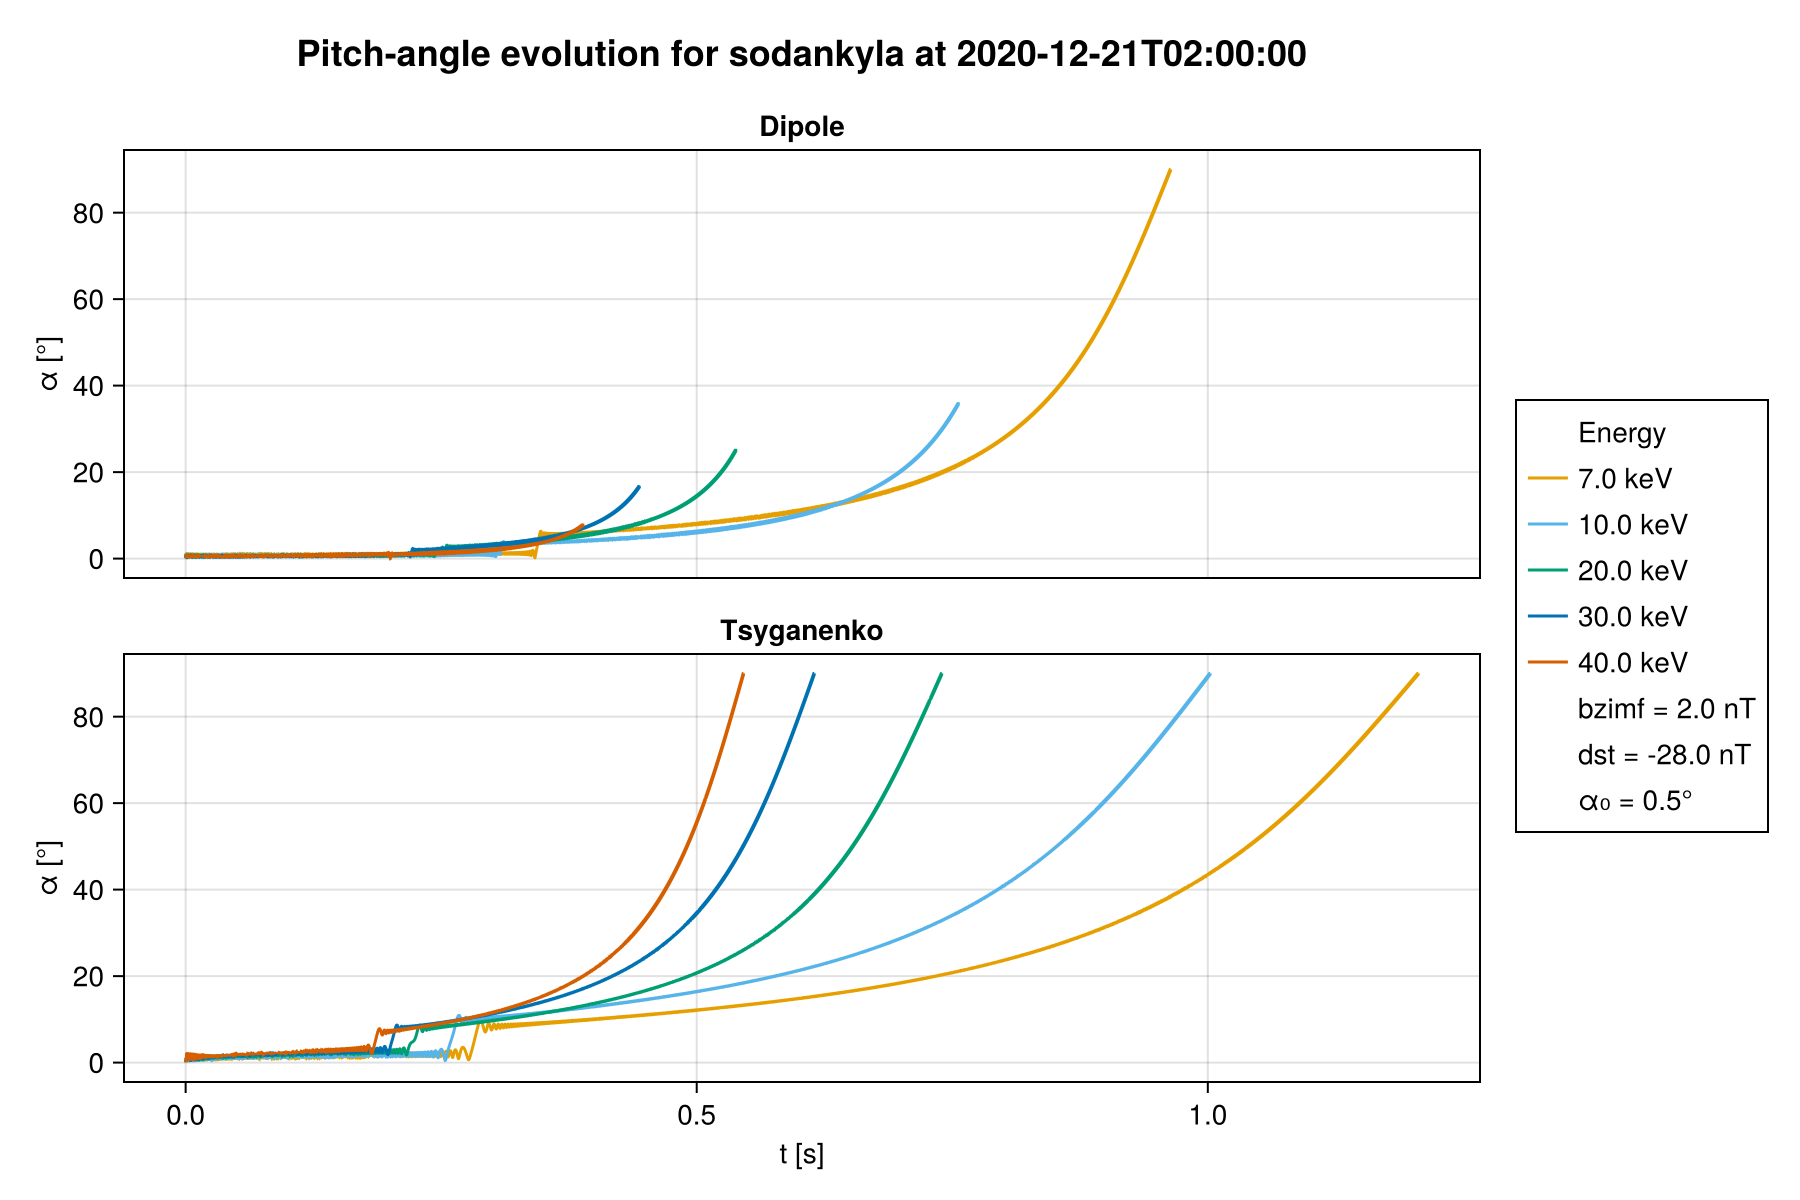 Pitch-angle evolution for sodankyla at 2020-12-21T02:00:00
Dipole
α [°]
80
60
40
20
0
Tsyganenko
α [°]
80
60
40
20
0
0.0
0.5
1.0
t [s]
Energy
7.0 keV
10.0 keV
20.0 keV
30.0 keV
40.0 keV
bzimf = 2.0 nT
dst = -28.0 nT
α₀ = 0.5°